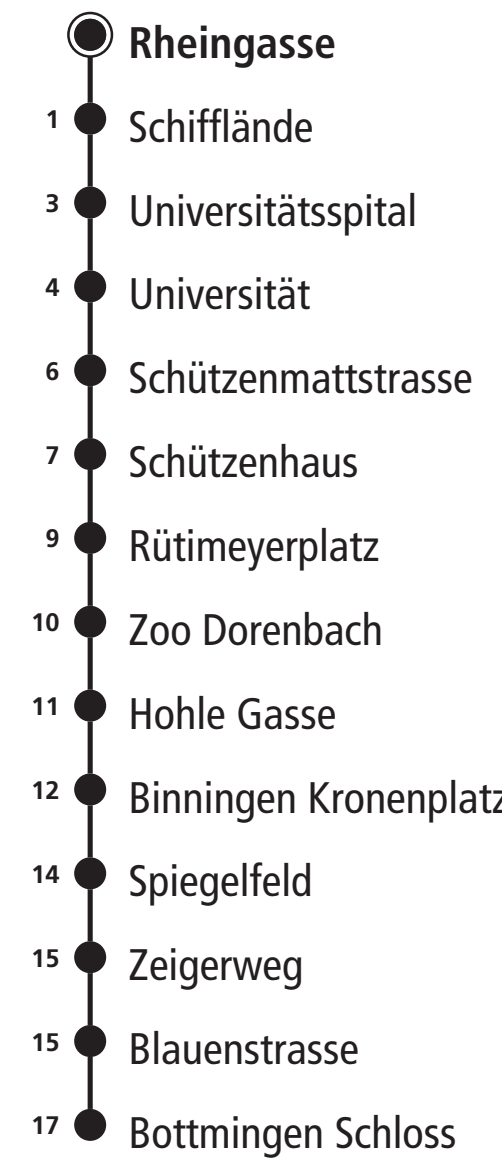 Rheingasse
1 Schifflände
3 Universitätsspital
4 Universität
6 Schützenmattstrasse
7 Schützenhaus
9 Rütimeyerplatz
10 Zoo Dorenbach
11 Hohle Gasse
12 Binningen Kronenplatz
14 Spiegelfeld
15 Zeigerweg
15 Blauenstrasse
17 Bottmingen Schloss